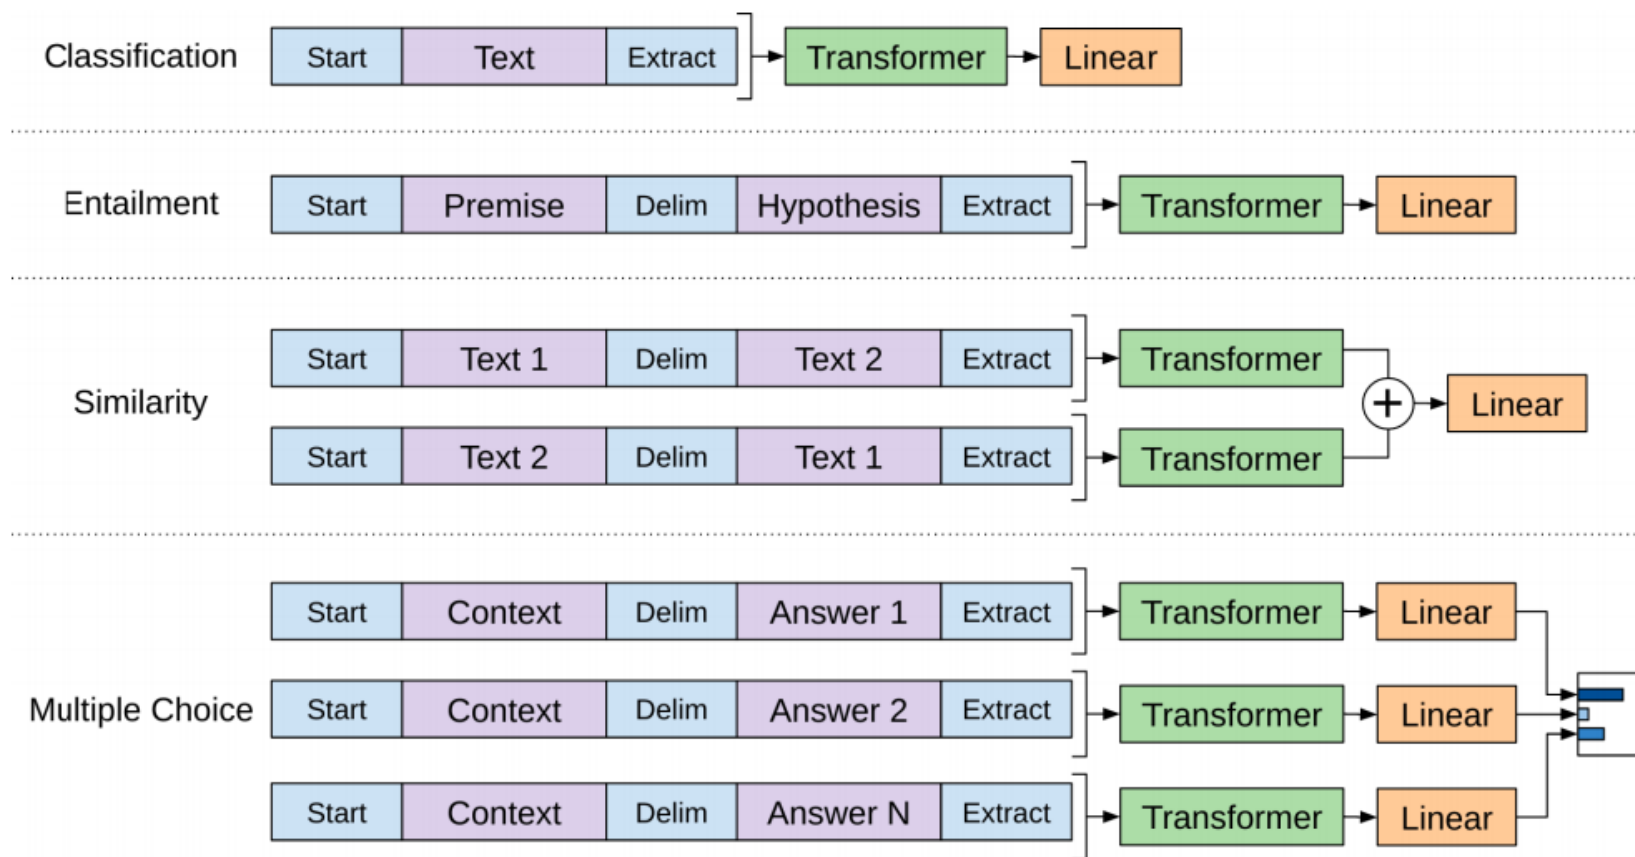 Classification Start Text Extract Transformer Linear
Entailment Start Premise Delim Hypothesis Extract Transformer Linear
Start Text 1 Delim Text 2 Extract Transformer
Similarity + Linear
Start Text 2 Delim Text 1 Extract Transformer
Start Context Delim Answer 1 Extract Transformer Linear
Multiple Choice Start Context Delim Answer 2 Extract Transformer Linear
Start Context Delim Answer N Extract Transformer Linear